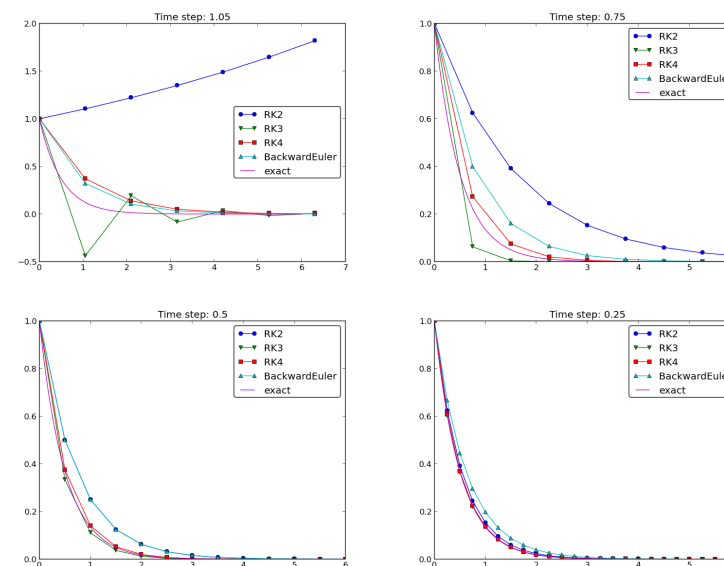 Time step: 1.05
2.0
1.5
1.0
0.5
0.0
−0.5
0 1 2 3 4 5 6 7
RK2
RK3
RK4
BackwardEuler
exact
Time step: 0.75
1.0
0.8
0.6
0.4
0.2
0.0
0 1 2 3 4 5
RK2
RK3
RK4
BackwardEule
exact
Time step: 0.5
1.0
0.8
0.6
0.4
0.2
0.0
0 1 2 3 4 5 6
RK2
RK3
RK4
BackwardEuler
exact
Time step: 0.25
1.0
0.8
0.6
0.4
0.2
0.0
0 1 2 3 4 5
RK2
RK3
RK4
BackwardEule
exact